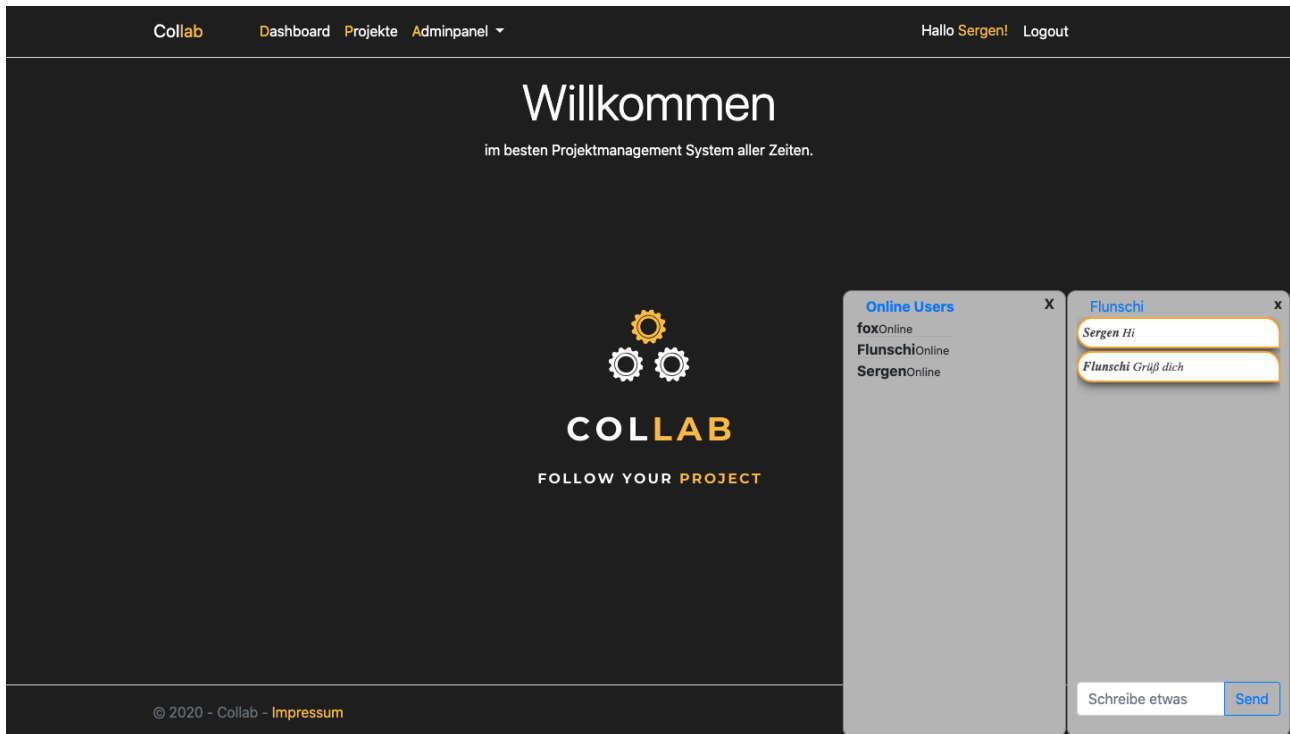 Collab Dashboard Projekte Adminpanel Hallo Sergen! Logout
Willkommen
im besten Projektmanagement System aller Zeiten.
COLLAB
FOLLOW YOUR PROJECT
Online Users X
foxOnline
FlunschiOnline
SergenOnline
Flunschi x
Sergen Hi
Flunschi Grüß dich
Schreibe etwas Send
© 2020 - Collab - Impressum